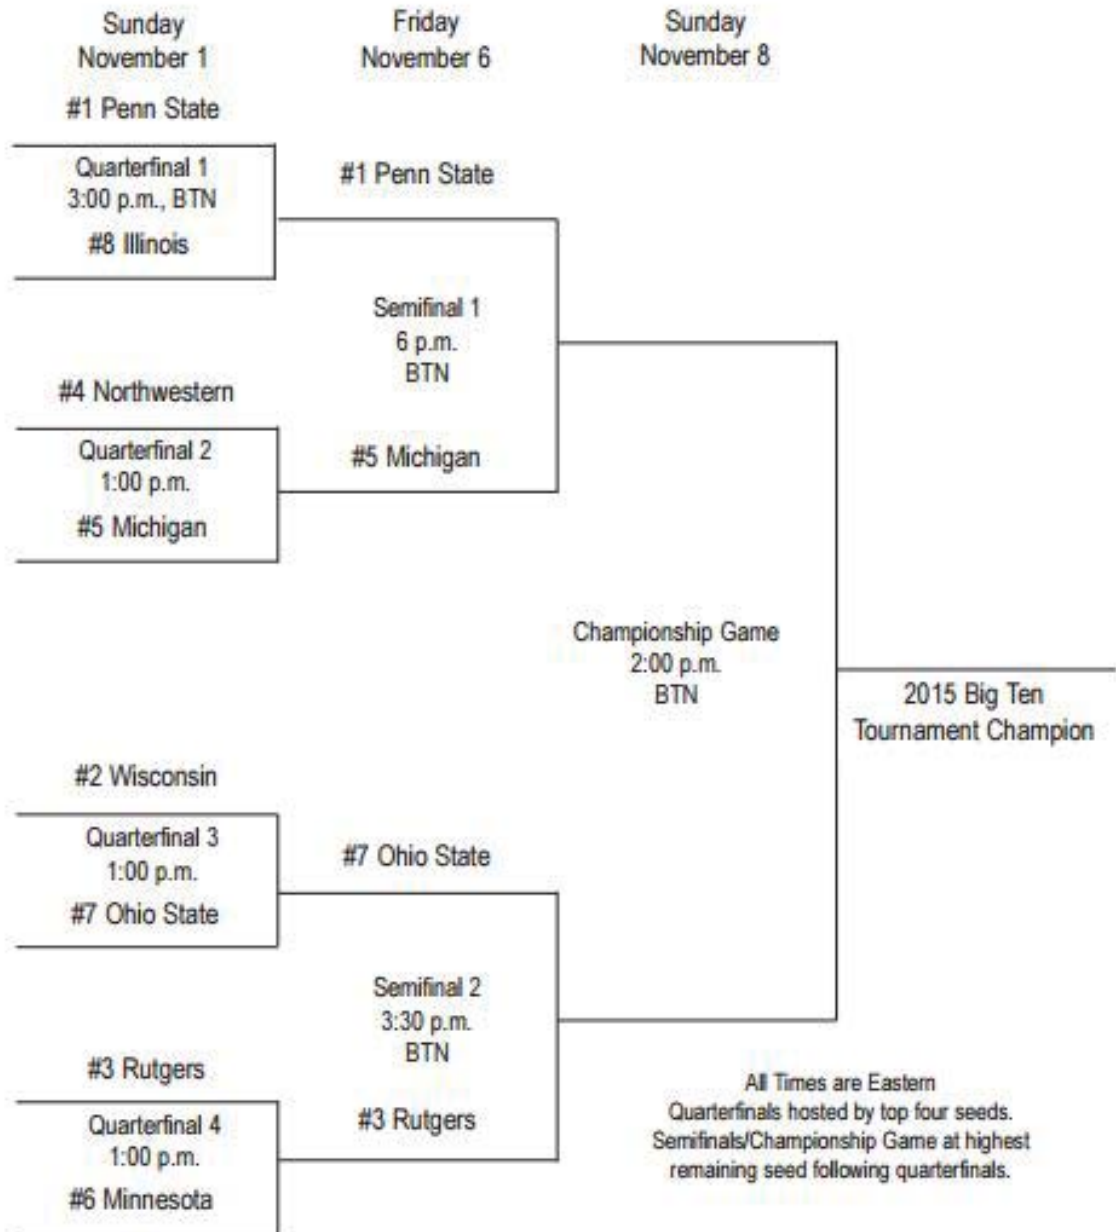 Sunday
November 1
Friday
November 6
Sunday
November 8
#1 Penn State
Quarterfinal 1
3:00 p.m., BTN
#8 Illinois
#1 Penn State
Semifinal 1
6 p.m.
BTN
#4 Northwestern
Quarterfinal 2
1:00 p.m.
#5 Michigan
#5 Michigan
Championship Game
2:00 p.m.
BTN
2015 Big Ten
Tournament Champion
#2 Wisconsin
Quarterfinal 3
1:00 p.m.
#7 Ohio State
#7 Ohio State
Semifinal 2
3:30 p.m.
BTN
#3 Rutgers
Quarterfinal 4
1:00 p.m.
#6 Minnesota
#3 Rutgers
All Times are Eastern
Quarterfinals hosted by top four seeds.
Semifinals/Championship Game at highest
remaining seed following quarterfinals.